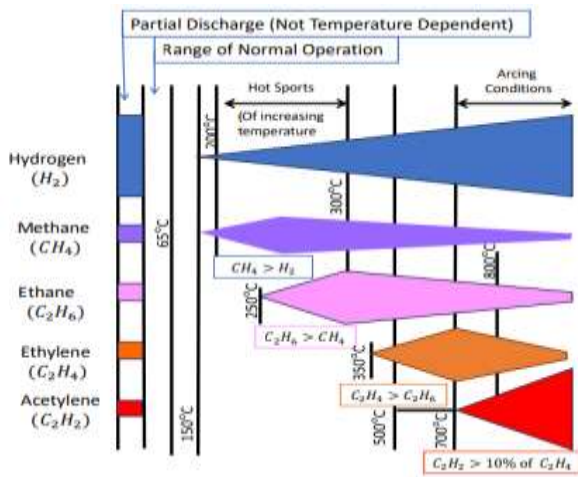 Partial Discharge (Not Temperature Dependent)
Range of Normal Operation
Hot Sports
(Of increasing
temperature
Arcing
Conditions
Hydrogen
(H₂)
Methane
(CH₄)
Ethane
(C₂H₆)
Ethylene
(C₂H₄)
Acetylene
(C₂H₂)
65°C
150°C
200°C
300°C
250°C
350°C
500°C
700°C
800°C
CH₄ > H₂
C₂H₆ > CH₄
C₂H₄ > C₂H₆
C₂H₂ > 10% of C₂H₄